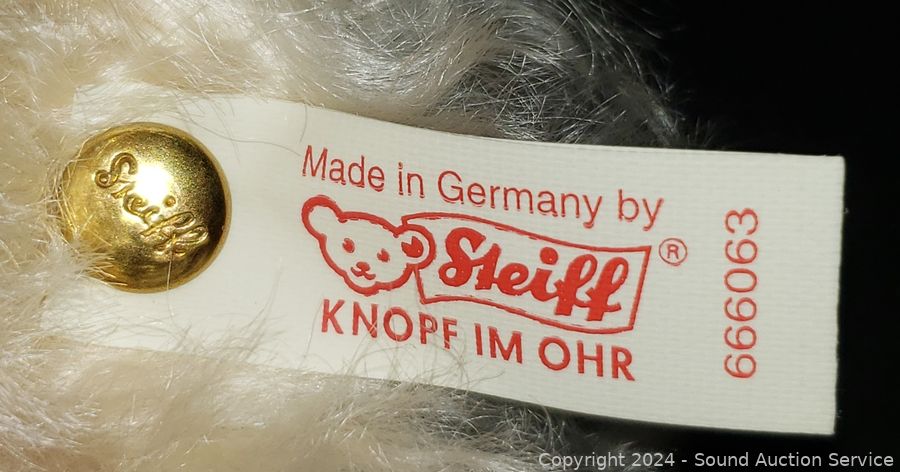 Steiff
Made in Germany by
Steiff®
KNOPF IM OHR
666063
Copyright 2024 - Sound Auction Service